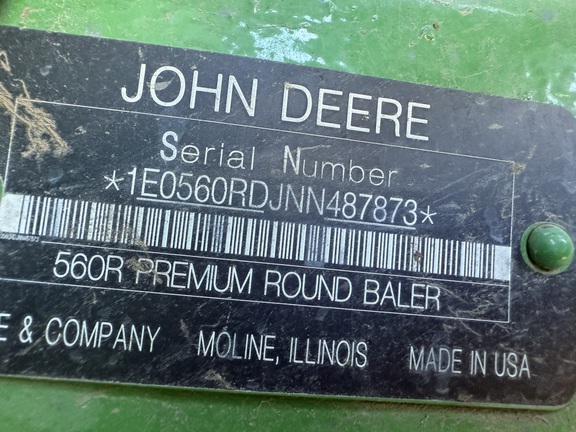 JOHN DEERE
Serial Number
*1E0560RDJNN487873*
560R PREMIUM ROUND BALER
E & COMPANY MOLINE, ILLINOIS MADE IN USA